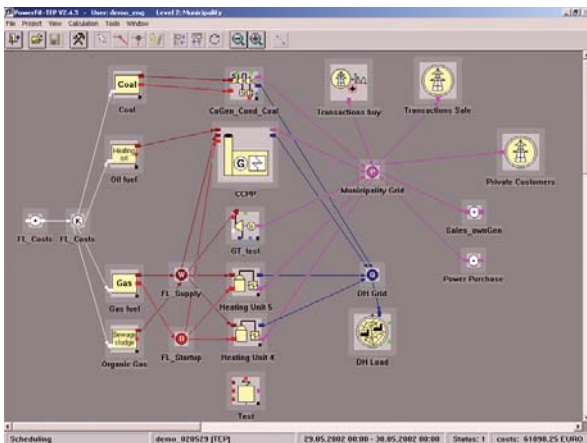 PowerFit-TEP V2.4.3 - User: demo_eng Level 2: Municipality
File Project View Calculation Tools Window
Coal
Coal
CoGen_Cond_Coal
Transactions buy
Transactions Sale
Heating oil
Oil fuel
G
CCPP
Municipality Grid
Private Customers
FL_Costs
K
FL_Costs
GT_test
Sales_ownGen
Gas
Gas fuel
W
FL_Supply
Heating Unit 5
DH Grid
Power Purchase
Sewage sludge
Organic Gas
FL_Startup
Heating Unit 4
DH Load
Test
Scheduling demo_020529 [TEP] 29.05.2002 00:00 - 30.05.2002 00:00 Status: 1 costs: 61098.25 EURO